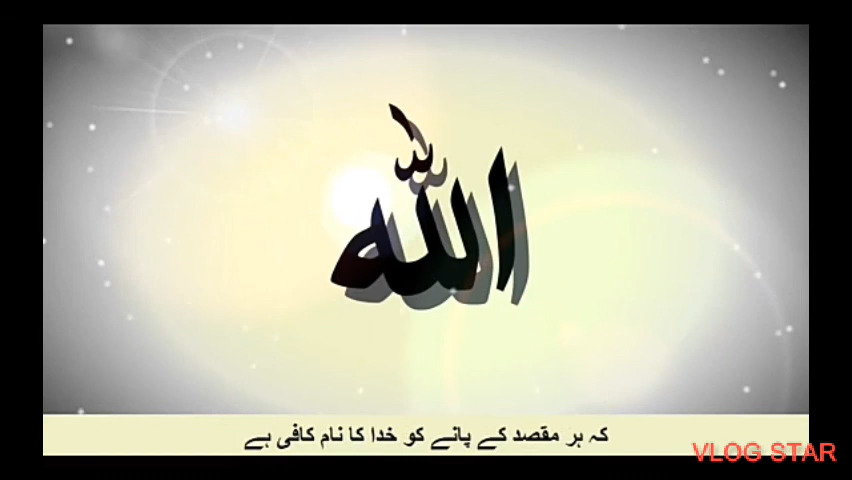 الله
کہ ہر مقصد کے پانے کو خدا کا نام کافی ہے
VLOG STAR